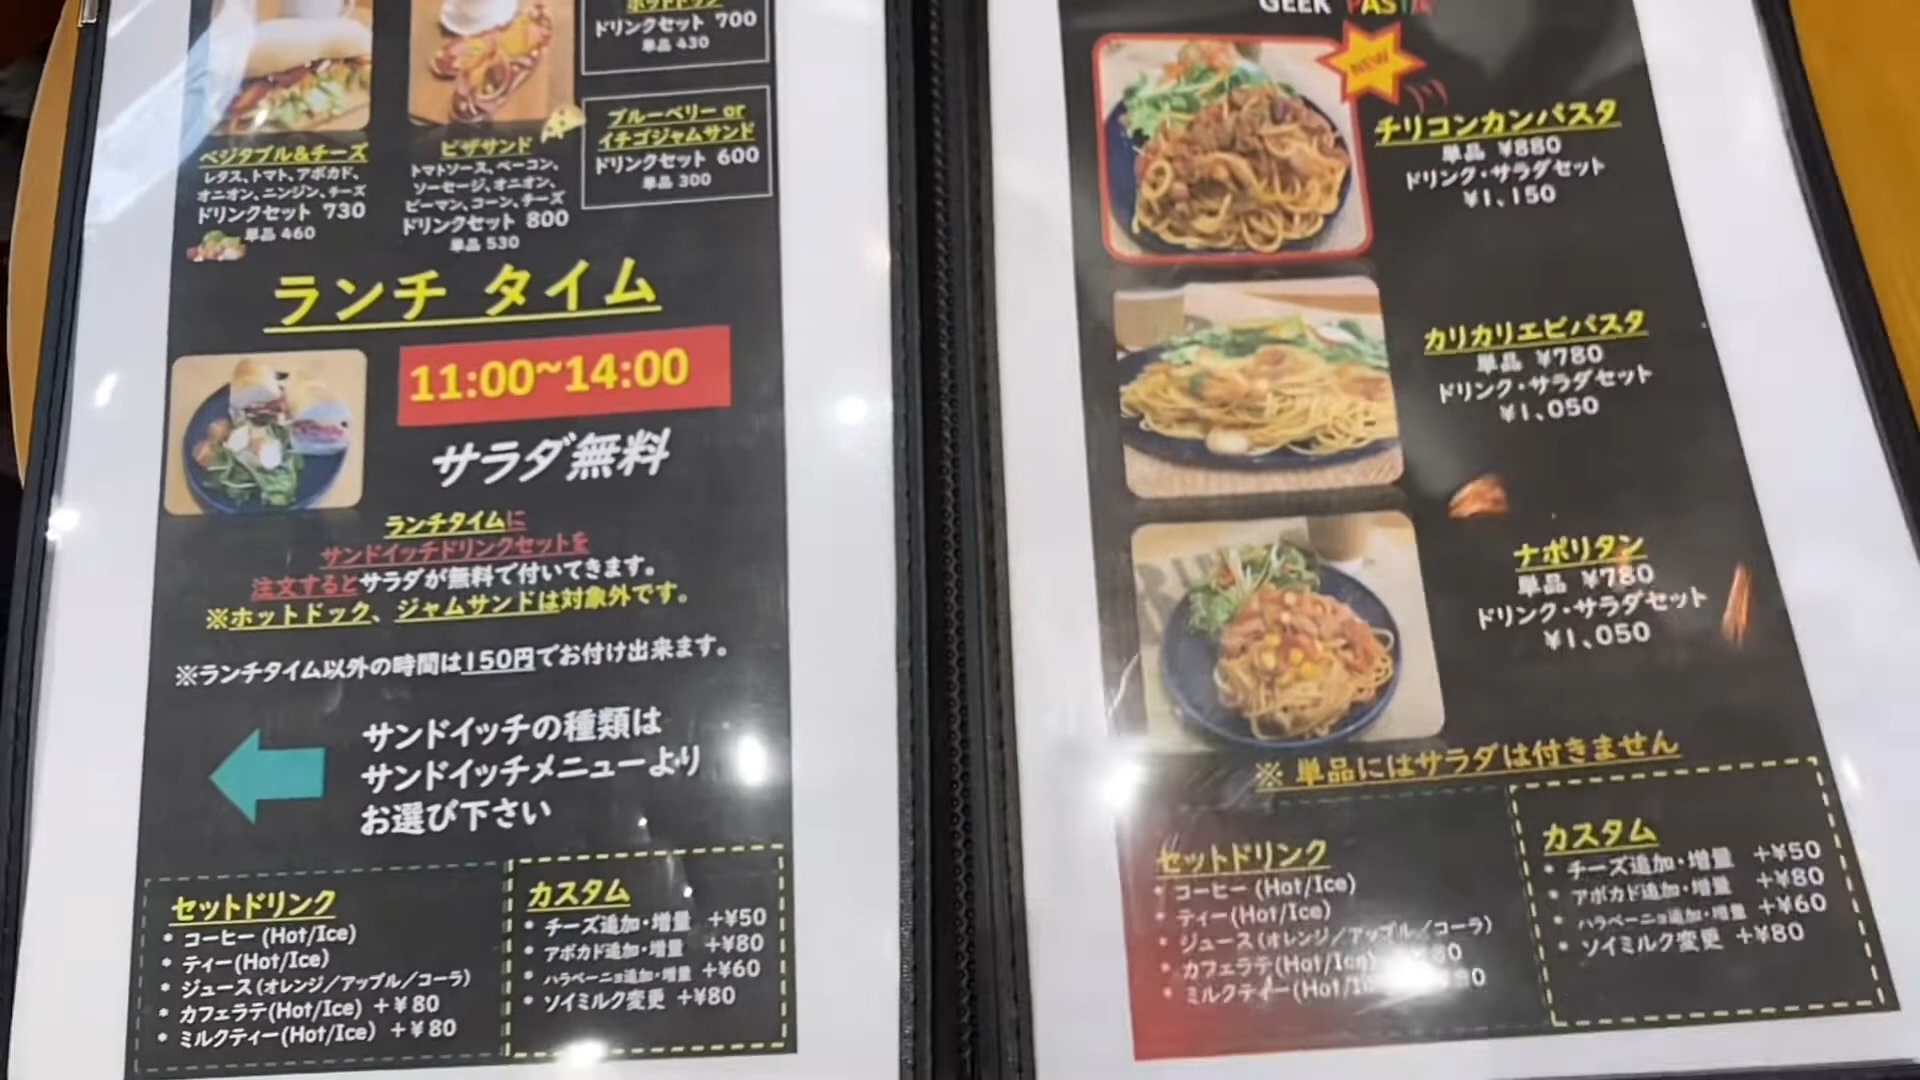 ホットドッグ
ドリンクセット 700
単品 430
ブルーベリー or
イチゴジャムサンド
ドリンクセット 600
単品 300
ベジタブル&チーズ
レタス、トマト、アボカド、
オニオン、ニンジン、チーズ
ドリンクセット 730
単品 460
ピザサンド
トマトソース、ベーコン、
ソーセージ、オニオン、
ピーマン、コーン、チーズ
ドリンクセット 800
単品 530
ランチ タイム
11:00~14:00
サラダ無料
ランチタイムに
サンドイッチドリンクセットを
注文するとサラダが無料で付いてきます。
※ホットドック、ジャムサンドは対象外です。
※ランチタイム以外の時間は150円でお付け出来ます。
サンドイッチの種類は
サンドイッチメニューより
お選び下さい
セットドリンク
* コーヒー (Hot/Ice)
* ティー(Hot/Ice)
* ジュース(オレンジ/アップル/コーラ)
* カフェラテ(Hot/Ice) +¥80
* ミルクティー(Hot/Ice) +¥80
カスタム
* チーズ追加・増量 +¥50
* アボカド追加・増量 +¥80
* ハラペーニョ追加・増量 +¥60
* ソイミルク変更 +¥80
GEEK PASTA
NEW
チリコンカンパスタ
単品 ¥880
ドリンク・サラダセット
¥1、150
カリカリエビパスタ
単品 ¥780
ドリンク・サラダセット
¥1、050
ナポリタン
単品 ¥780
ドリンク・サラダセット
¥1、050
※ 単品にはサラダは付きません
セットドリンク
* コーヒー (Hot/Ice)
* ティー(Hot/Ice)
* ジュース(オレンジ/アップル/コーラ)
* カフェラテ(Hot/Ice) 80
* ミルクティー(Hot/I 80
カスタム
* チーズ追加・増量 +¥50
* アボカド追加・増量 +¥80
* ハラペーニョ追加・増量 +¥60
* ソイミルク変更 +¥80